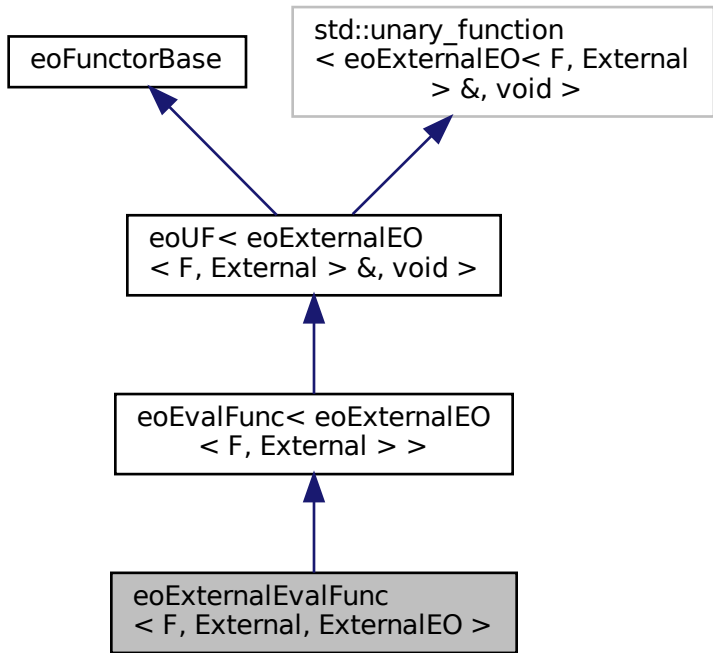 eoFunctorBase
std::unary_function
< eoExternalEO< F, External
> &, void >
eoUF< eoExternalEO
< F, External > &, void >
eoEvalFunc< eoExternalEO
< F, External > >
eoExternalEvalFunc
< F, External, ExternalEO >